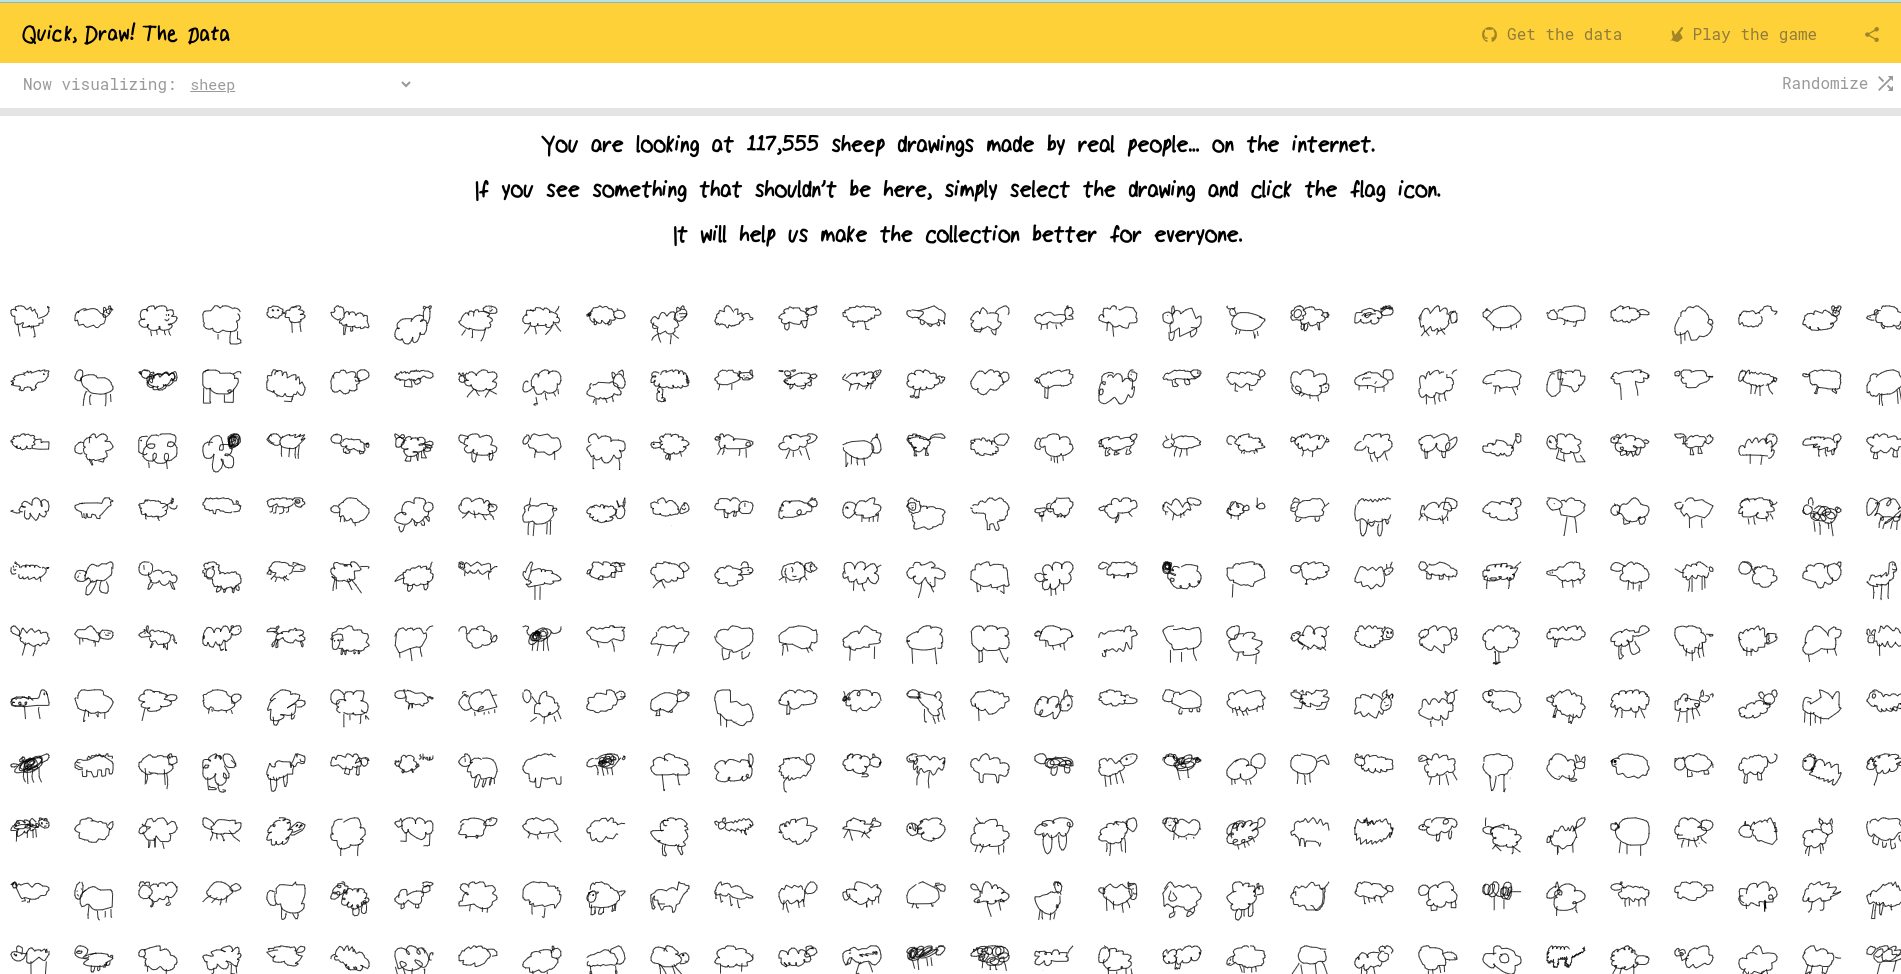 Quick, Draw! The Data
Get the data
Play the game
Now visualizing: sheep
Randomize
You are looking at 117,555 sheep drawings made by real people... on the internet.
If you see something that shouldn't be here, simply select the drawing and click the flag icon.
It will help us make the collection better for everyone.